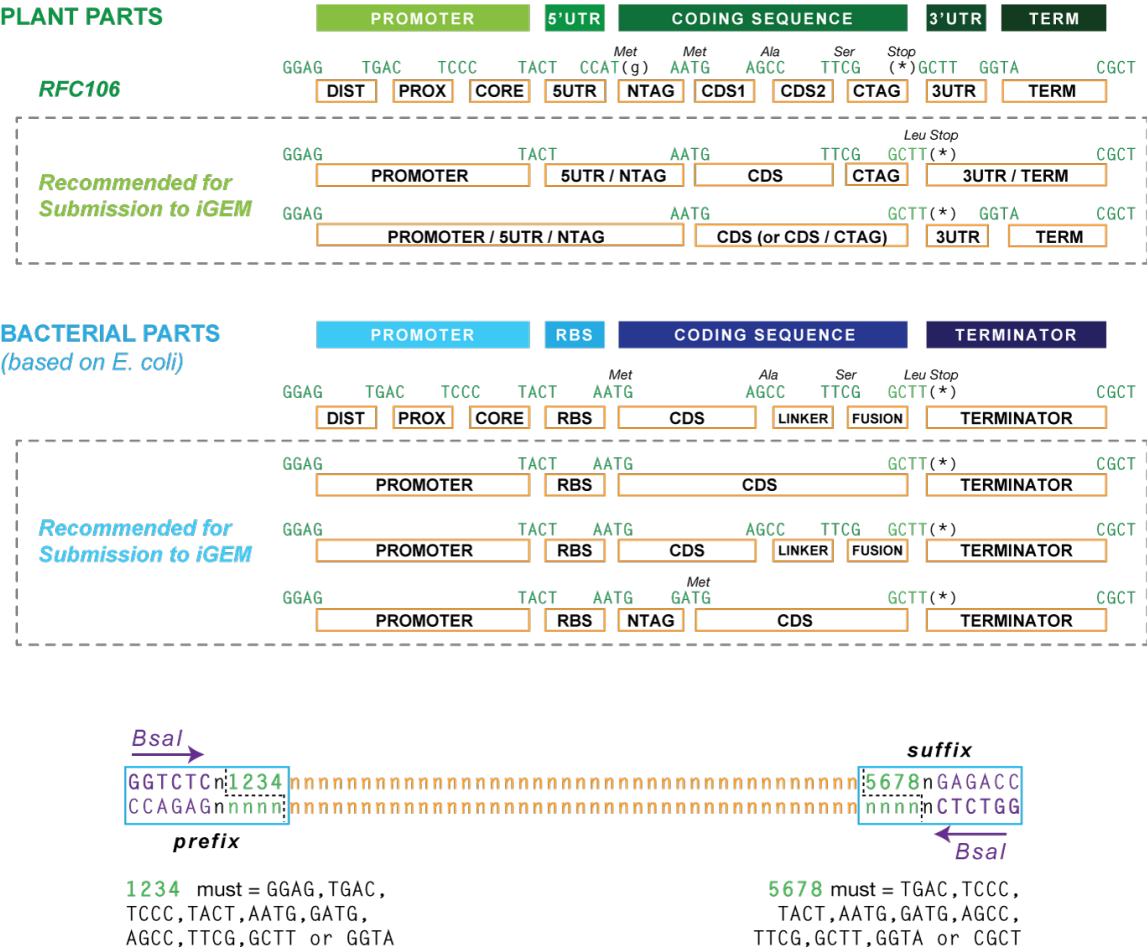 PLANT PARTS PROMOTER 5'UTR CODING SEQUENCE 3'UTR TERM
Met Met Ala Ser Stop
GGAG TGAC TCCC TACT CCAT(g) AATG AGCC TTCG (*)GCTT GGTA CGCT
RFC106 DIST PROX CORE 5UTR NTAG CDS1 CDS2 CTAG 3UTR TERM
Leu Stop
GGAG TACT AATG TTCG GCTT(*) CGCT
PROMOTER 5UTR / NTAG CDS CTAG 3UTR / TERM
Recommended for
Submission to iGEM
GGAG AATG GCTT(*) GGTA CGCT
PROMOTER / 5UTR / NTAG CDS (or CDS / CTAG) 3UTR TERM
BACTERIAL PARTS PROMOTER RBS CODING SEQUENCE TERMINATOR
(based on E. coli)
Met Ala Ser Leu Stop
GGAG TGAC TCCC TACT AATG AGCC TTCG GCTT(*) CGCT
DIST PROX CORE RBS CDS LINKER FUSION TERMINATOR
GGAG TACT AATG GCTT(*) CGCT
PROMOTER RBS CDS TERMINATOR
Recommended for
Submission to iGEM
GGAG TACT AATG AGCC TTCG GCTT(*) CGCT
PROMOTER RBS CDS LINKER FUSION TERMINATOR
Met
GGAG TACT AATG GATG GCTT(*) CGCT
PROMOTER RBS NTAG CDS TERMINATOR
BsaI suffix
GGTCTCn1234nnnnnnnnnnnnnnnnnnnnnnnnnnnnnnnnnnnnnnnn5678nGAGACC
CCAGAGnnnnnnnnnnnnnnnnnnnnnnnnnnnnnnnnnnnnnnnnnnnnnnnnnCTCTGG
prefix BsaI
1234 must = GGAG,TGAC,
TCCC,TACT,AATG,GATG,
AGCC,TTCG,GCTT or GGTA
5678 must = TGAC,TCCC,
TACT,AATG,GATG,AGCC,
TTCG,GCTT,GGTA or CGCT